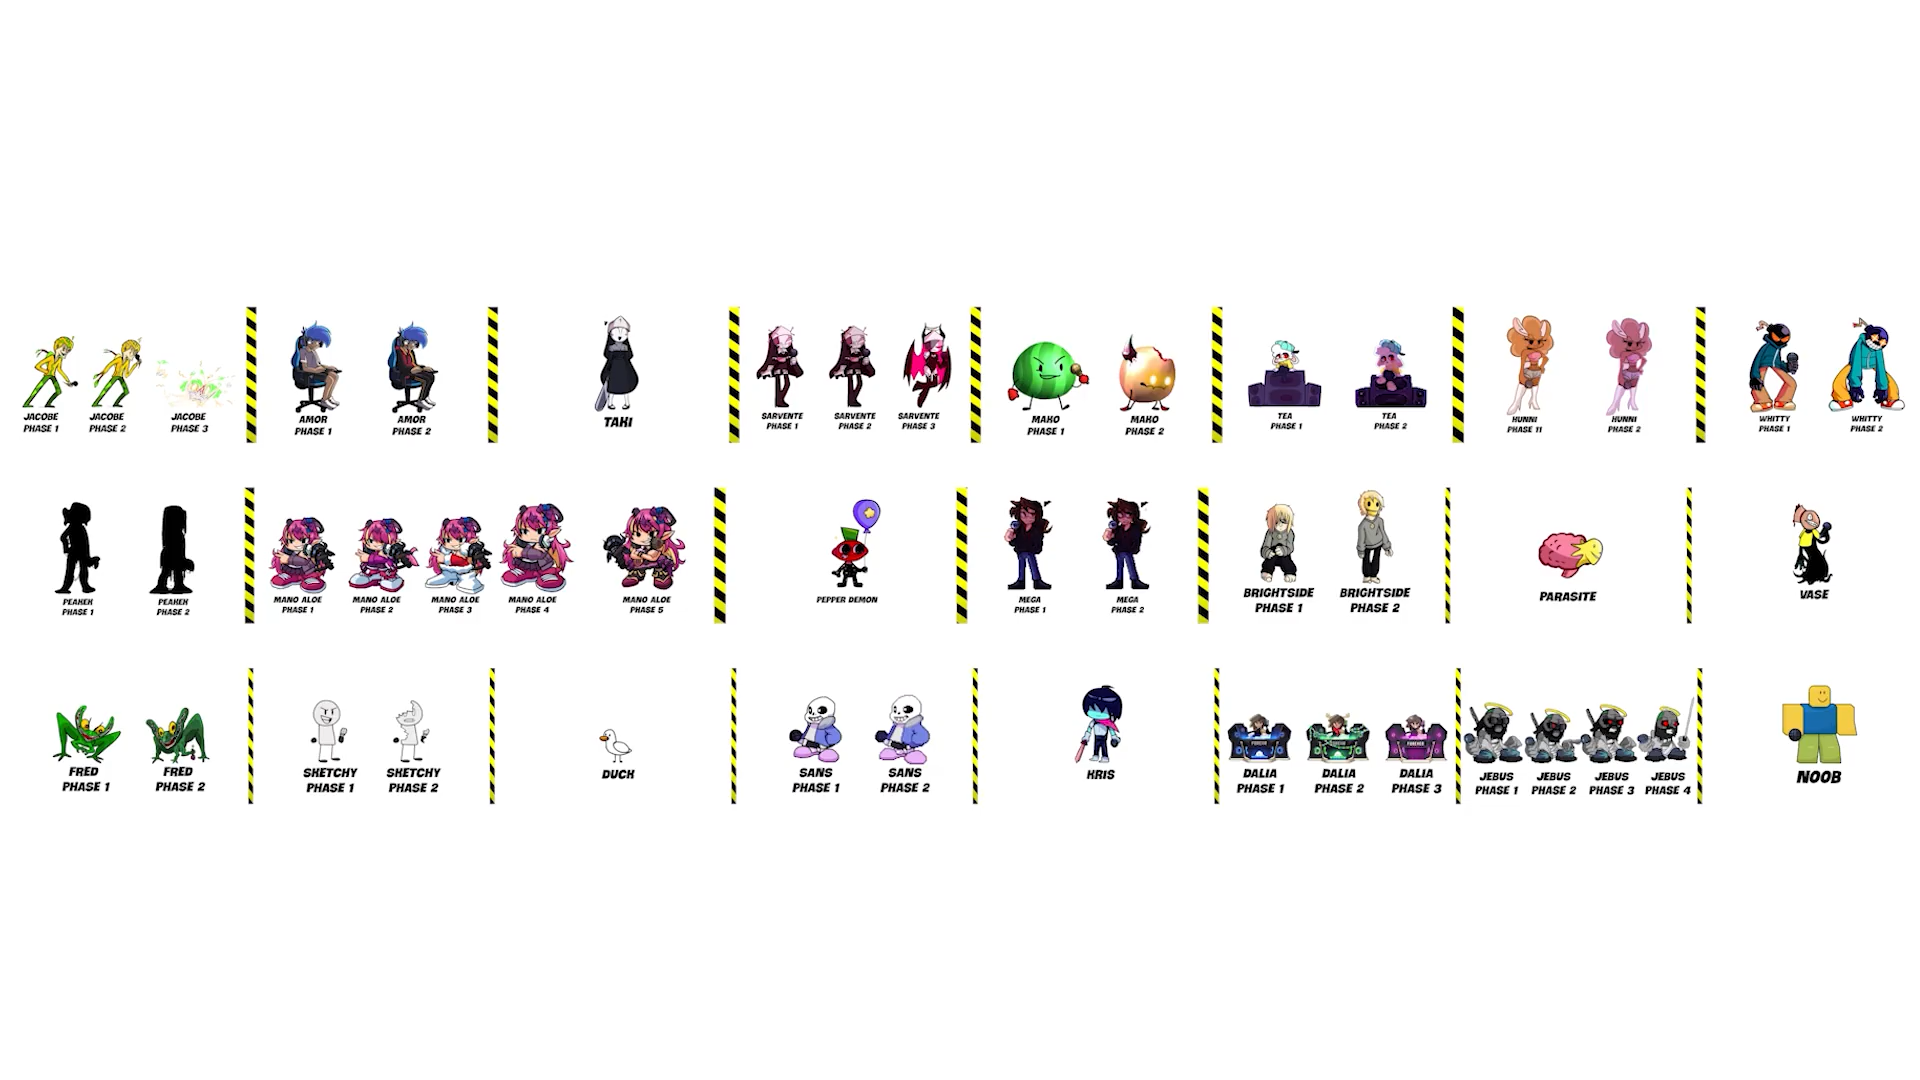 JACOBE
PHASE 1
JACOBE
PHASE 2
JACOBE
PHASE 3
AMOR
PHASE 1
AMOR
PHASE 2
TAKI
SARVENTE
PHASE 1
SARVENTE
PHASE 2
SARVENTE
PHASE 3
MAKO
PHASE 1
MAKO
PHASE 2
TEA
PHASE 1
TEA
PHASE 2
HUNNI
PHASE 11
HUNNI
PHASE 2
WHITTY
PHASE 1
WHITTY
PHASE 2
PEAKEK
PHASE 1
PEAKEK
PHASE 2
MANO ALOE
PHASE 1
MANO ALOE
PHASE 2
MANO ALOE
PHASE 3
MANO ALOE
PHASE 4
MANO ALOE
PHASE 5
PEPPER DEMON
MEGA
PHASE 1
MEGA
PHASE 2
BRIGHTSIDE
PHASE 1
BRIGHTSIDE
PHASE 2
PARASITE
VASE
FRED
PHASE 1
FRED
PHASE 2
SKETCHY
PHASE 1
SKETCHY
PHASE 2
DUCK
SANS
PHASE 1
SANS
PHASE 2
KRIS
DALIA
PHASE 1
DALIA
PHASE 2
DALIA
PHASE 3
JEBUS
PHASE 1
JEBUS
PHASE 2
JEBUS
PHASE 3
JEBUS
PHASE 4
NOOB